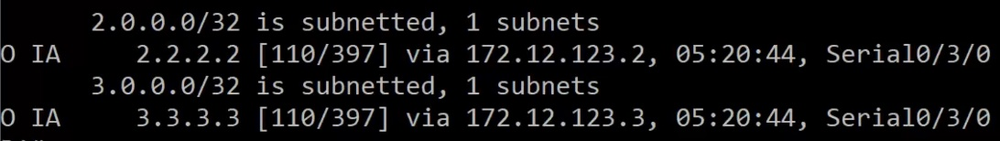 2.0.0.0/32 is subnetted, 1 subnets
O IA 2.2.2.2 [110/397] via 172.12.123.2, 05:20:44, Serial0/3/0
3.0.0.0/32 is subnetted, 1 subnets
O IA 3.3.3.3 [110/397] via 172.12.123.3, 05:20:44, Serial0/3/0